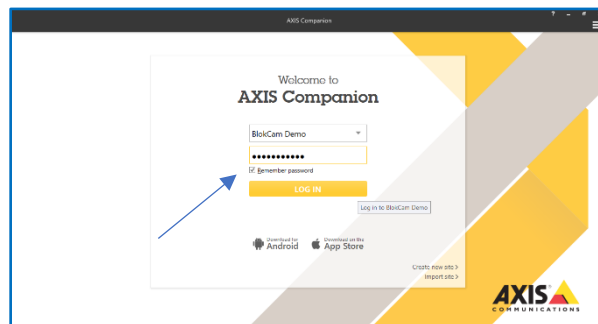 AXIS Companion
?
Welcome to
AXIS Companion
BlokCam Demo
●●●●●●●●●●●
Remember password
LOG IN
Log in to BlokCam Demo
Download for
Android
Download on the
App Store
Create new site >
Import site >
AXIS
COMMUNICATIONS